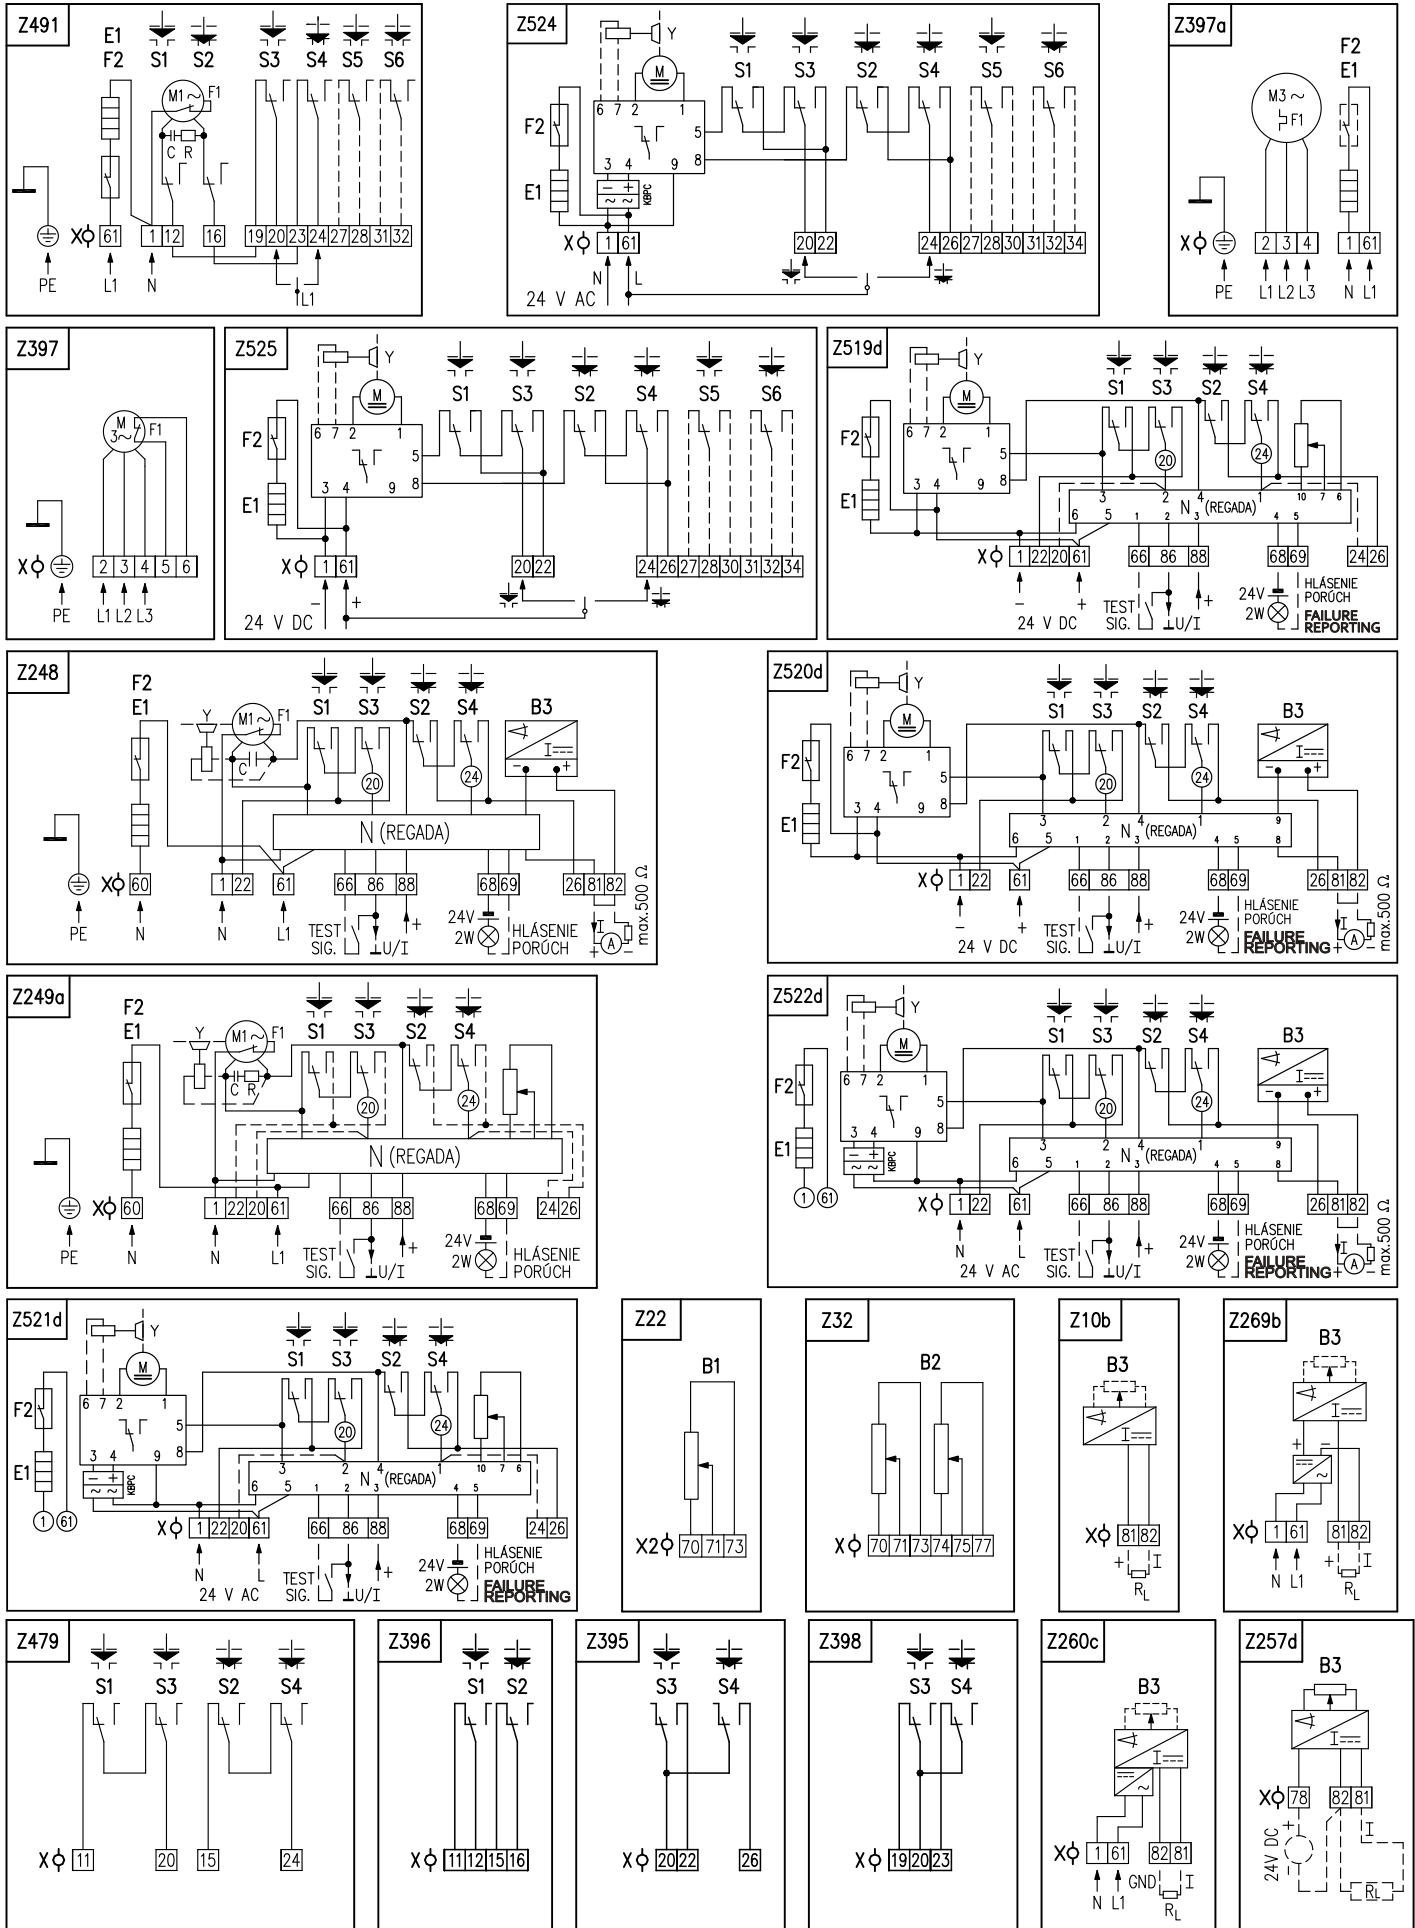 Z491
E1 S1 S2 S3 S4 S5 S6
F2
M1 ~ F1
C R
X 61 1 12 16 19 20 23 24 27 28 31 32
PE L1 N L1
Z524
Y
M
S1 S3 S2 S4 S5 S6
F2
6 7 2 1
5
8
3 4 9
E1
− +
~ ~
KBPC
X 1 61 20 22 24 26 27 28 30 31 32 34
N L
24 V AC
Z397a
F2
E1
M3 ~
F1
X 2 3 4 1 61
PE L1 L2 L3 N L1
Z397
M
3~ F1
X 2 3 4 5 6
PE L1 L2 L3
Z525
Y
M
S1 S3 S2 S4 S5 S6
F2
6 7 2 1
5
8
3 4 9
E1
X 1 61 20 22 24 26 27 28 30 31 32 34
− +
24 V DC
Z519d
Y
M
S1 S3 S2 S4
F2
6 7 2 1
5
8
3 4 9
20 24
E1
3 2 4 1 10 7 6
N (REGADA)
6 5 1 2 3 4 5
X 1 22 20 61 66 86 88 68 69 24 26
− +
24 V DC
TEST
SIG.
U/I +
24V
2W
HLÁSENIE
PORÚCH
FAILURE
REPORTING
Z248
F2
E1
Y M1 ~ F1
C
S1 S3 S2 S4
B3
I
− +
20 24
N (REGADA)
X 60 1 22 61 66 86 88 68 69 26 81 82
PE N N L1
TEST
SIG.
U/I +
24V
2W
HLÁSENIE
PORÚCH
I
+ A −
max.500 Ω
Z520d
Y
M
S1 S3 S2 S4
B3
I
− +
F2
6 7 2 1
5
8
3 4 9
20 24
E1
3 2 4 1 9
N (REGADA)
6 5 1 2 3 4 5 8
X 1 22 61 66 86 88 68 69 26 81 82
− +
24 V DC
TEST
SIG.
U/I +
24V
2W
HLÁSENIE
PORÚCH
FAILURE
REPORTING
I
+ A −
max.500 Ω
Z249a
F2
E1
Y M1 ~ F1
C R
S1 S3 S2 S4
20 24
N (REGADA)
X 60 1 22 20 61 66 86 88 68 69 24 26
PE N N L1
TEST
SIG.
U/I +
24V
2W
HLÁSENIE
PORÚCH
Z522d
Y
M
S1 S3 S2 S4
B3
I
− +
F2
6 7 2 1
5
8
3 4 9
20 24
E1
− +
~ ~
KBPC
1 61
3 2 4 1 9
N (REGADA)
6 5 1 2 3 4 5 8
X 1 22 61 66 86 88 68 69 26 81 82
N L
24 V AC
TEST
SIG.
U/I +
24V
2W
HLÁSENIE
PORÚCH
FAILURE
REPORTING
I
+ A −
max.500 Ω
Z521d
Y
M
S1 S3 S2 S4
F2
6 7 2 1
5
8
3 4 9
20 24
E1
− +
~ ~
KBPC
1 61
3 2 4 1 10 7 6
N (REGADA)
6 5 1 2 3 4 5
X 1 22 20 61 66 86 88 68 69 24 26
N L
24 V AC
TEST
SIG.
U/I +
24V
2W
HLÁSENIE
PORÚCH
FAILURE
REPORTING
Z22
B1
X2 70 71 73
Z32
B2
X 70 71 73 74 75 77
Z10b
B3
I
X 81 82
+ I
RL
Z269b
B3
I
+ −
~
X 1 61 81 82
N L1 + I
RL
Z479
S1 S3 S2 S4
X 11 20 15 24
Z396
S1 S2
X 11 12 15 16
Z395
S3 S4
X 20 22 26
Z398
S3 S4
X 19 20 23
Z260c
B3
I
~
X 1 61 82 81
N L1 GND I
RL
Z257d
B3
I
X 78 82 81
+ I
24V DC
−
RL